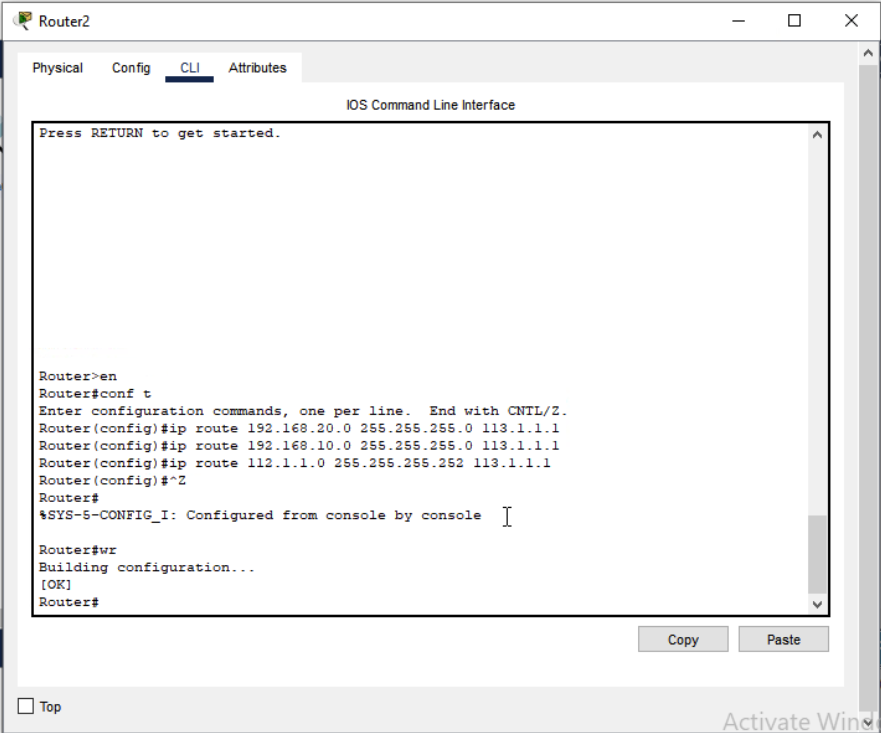 Router2
Physical Config CLI Attributes
IOS Command Line Interface
Press RETURN to get started.
Router>en
Router#conf t
Enter configuration commands, one per line.  End with CNTL/Z.
Router(config)#ip route 192.168.20.0 255.255.255.0 113.1.1.1
Router(config)#ip route 192.168.10.0 255.255.255.0 113.1.1.1
Router(config)#ip route 112.1.1.0 255.255.255.252 113.1.1.1
Router(config)#^Z
Router#
%SYS-5-CONFIG_I: Configured from console by console
Router#wr
Building configuration...
[OK]
Router#
Copy Paste
Top
Activate Wind